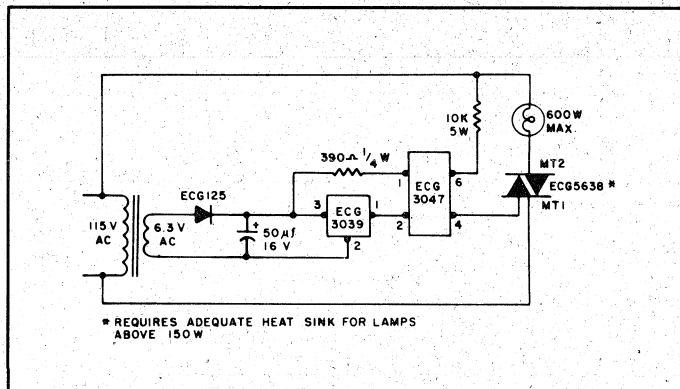 600W
MAX.
10K
5W
390Ω 1/4 W
MT2
ECG5638 *
MT1
ECG125
1
6
ECG
3047
3
ECG
3039
1
2
4
115V
AC
6.3V
AC
+
50µf
16 V
2
* REQUIRES ADEQUATE HEAT SINK FOR LAMPS
ABOVE 150W